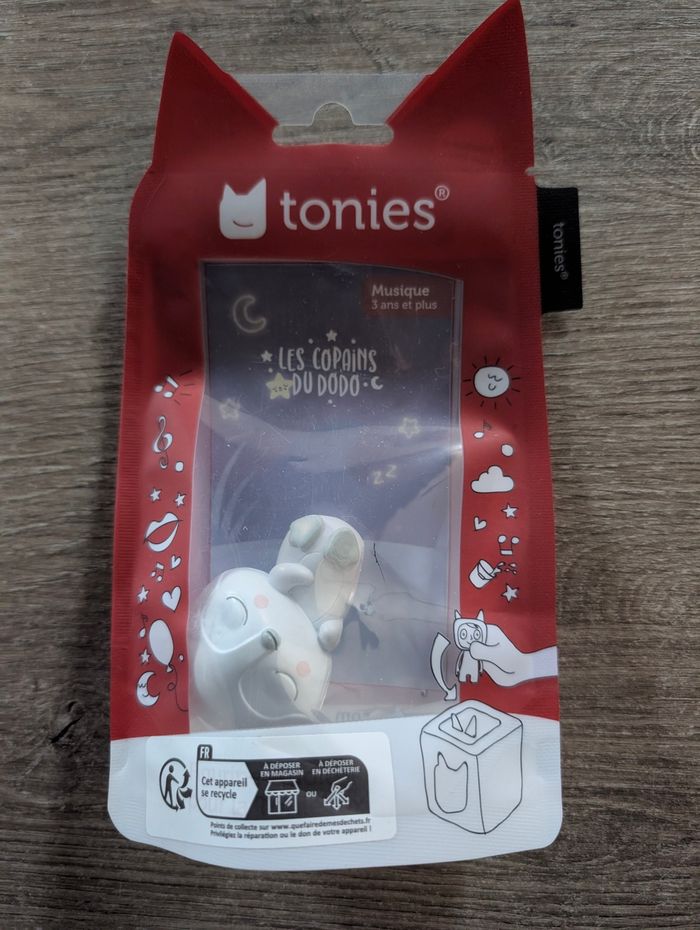 tonies®
tonies®
Musique
3 ans et plus
LES COPAINS
DU DODO
z z
FR
Cet appareil
se recycle
À DÉPOSER
EN MAGASIN
OU
À DÉPOSER
EN DÉCHÈTERIE
Points de collecte sur www.quefairedemesdechets.fr
Privilégiez la réparation ou le don de votre appareil !